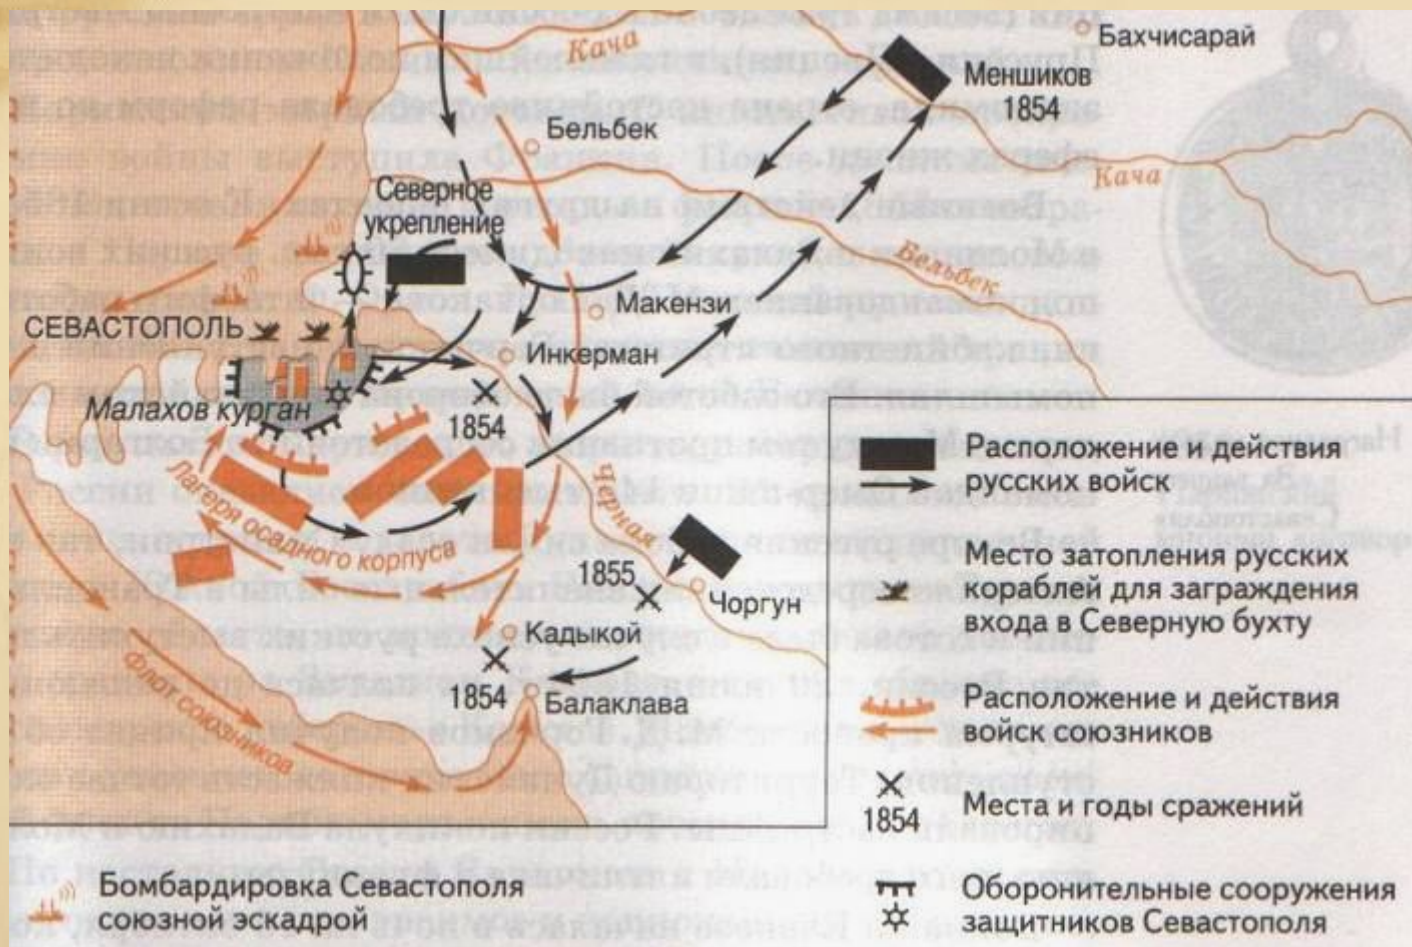 Кача
Бахчисарай
Меншиков
1854
Бельбек
Кача
Северное
укрепление
Бельбек
Макензи
СЕВАСТОПОЛЬ
Инкерман
Малахов курган
1854
Лагеря осадного корпуса
Чёрная
1855
Чоргун
Кадыкой
1854
Балаклава
Флот союзников
Расположение и действия
русских войск
Место затопления русских
кораблей для заграждения
входа в Северную бухту
Расположение и действия
войск союзников
1854
Места и годы сражений
Бомбардировка Севастополя
союзной эскадрой
Оборонительные сооружения
защитников Севастополя